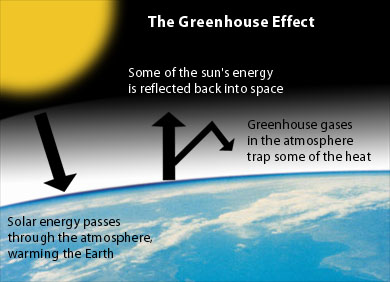 The Greenhouse Effect
Some of the sun's energy
is reflected back into space
Greenhouse gases
in the atmosphere
trap some of the heat
Solar energy passes
through the atmosphere,
warming the Earth